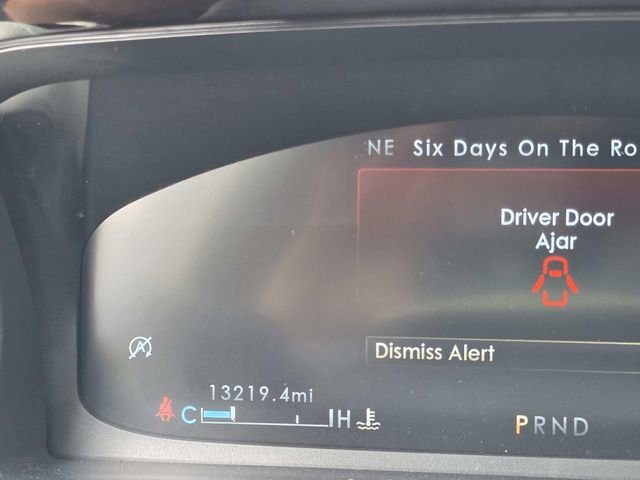 NE Six Days On The Ro
Driver Door
Ajar
Dismiss Alert
A
13219.4mi
C H
PRND